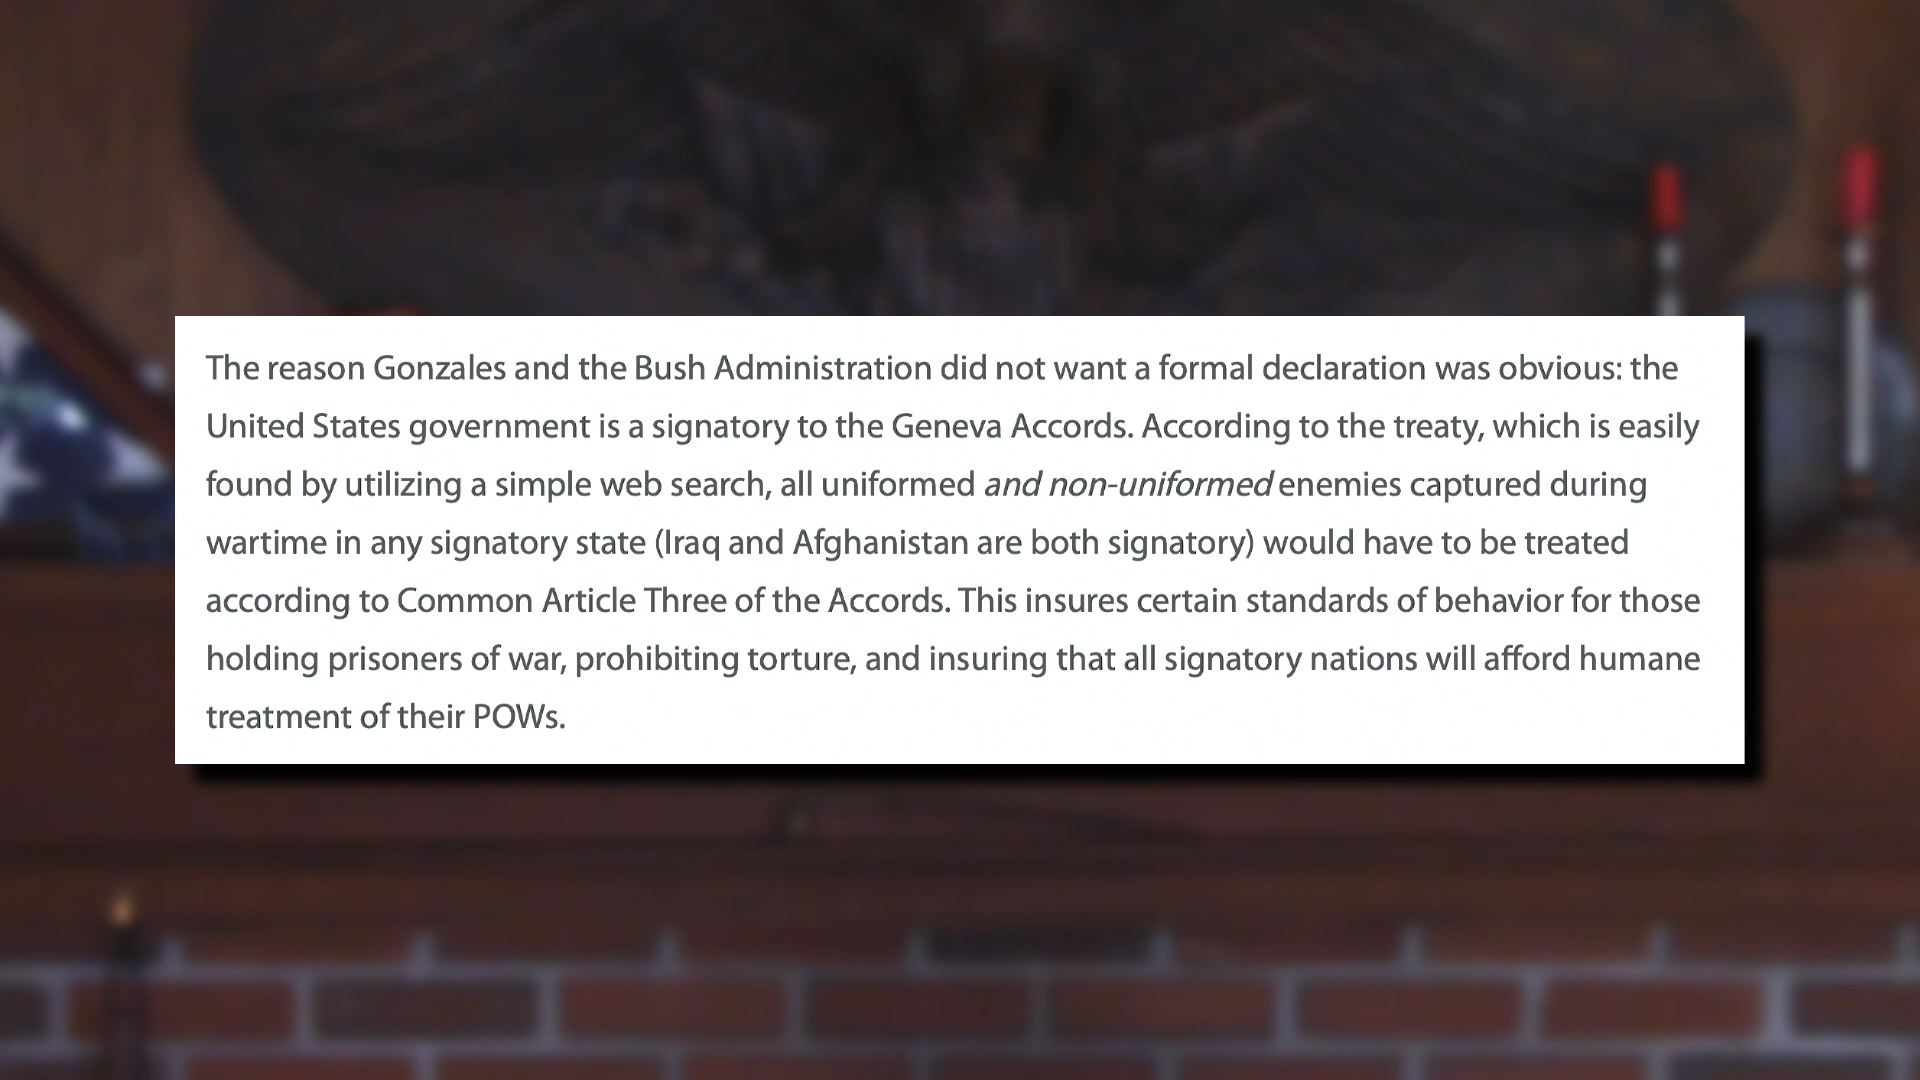 The reason Gonzales and the Bush Administration did not want a formal declaration was obvious: the
United States government is a signatory to the Geneva Accords. According to the treaty, which is easily
found by utilizing a simple web search, all uniformed and non-uniformed enemies captured during
wartime in any signatory state (Iraq and Afghanistan are both signatory) would have to be treated
according to Common Article Three of the Accords. This insures certain standards of behavior for those
holding prisoners of war, prohibiting torture, and insuring that all signatory nations will afford humane
treatment of their POWs.